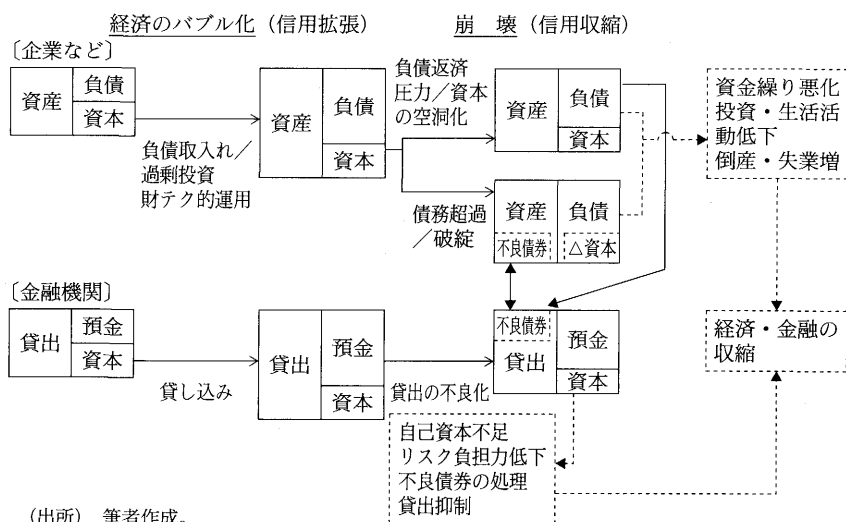 経済のバブル化（信用拡張）
崩　壊（信用収縮）
〔企業など〕
資産
負債
資本
負債取入れ／
過剰投資
財テク的運用
資産
負債
資本
負債返済
圧力／資本
の空洞化
資産
負債
資本
債務超過
／破綻
資産
負債
不良債券
△資本
資金繰り悪化
投資・生活活
動低下
倒産・失業増
〔金融機関〕
貸出
預金
資本
貸し込み
貸出
預金
資本
貸出の不良化
不良債券
貸出
預金
資本
経済・金融の
収縮
自己資本不足
リスク負担力低下
不良債券の処理
貸出抑制
（出所）　筆者作成。